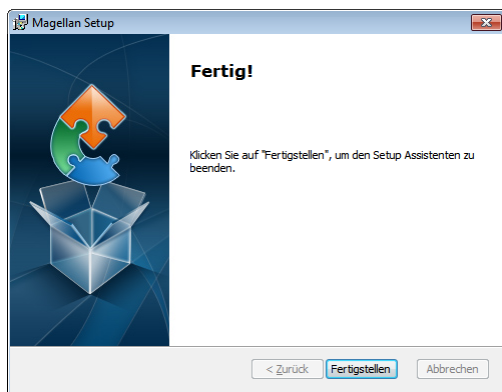 Magellan Setup
Fertig!
Klicken Sie auf "Fertigstellen", um den Setup Assistenten zu
beenden.
< Zurück Fertigstellen Abbrechen